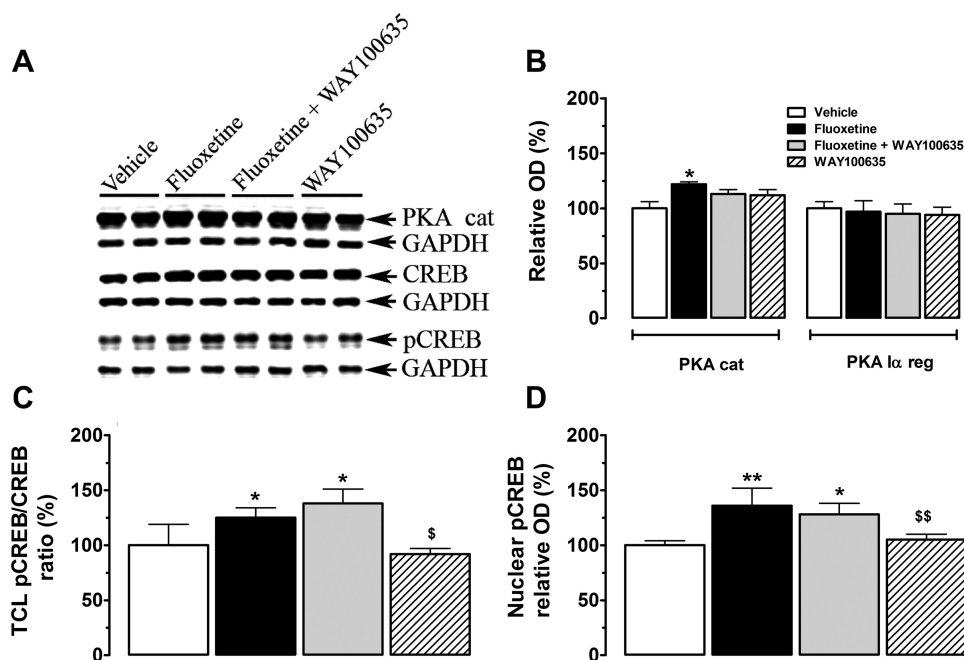 A
Vehicle
Fluoxetine
Fluoxetine + WAY100635
WAY100635
PKA cat
GAPDH
CREB
GAPDH
pCREB
GAPDH
B
Relative OD (%)
200
150
100
50
0
Vehicle
Fluoxetine
Fluoxetine + WAY100635
WAY100635
*
PKA cat
PKA Iα reg
C
TCL pCREB/CREB
ratio (%)
200
150
100
50
0
*
*
$
D
Nuclear pCREB
relative OD (%)
200
150
100
50
0
**
*
$$